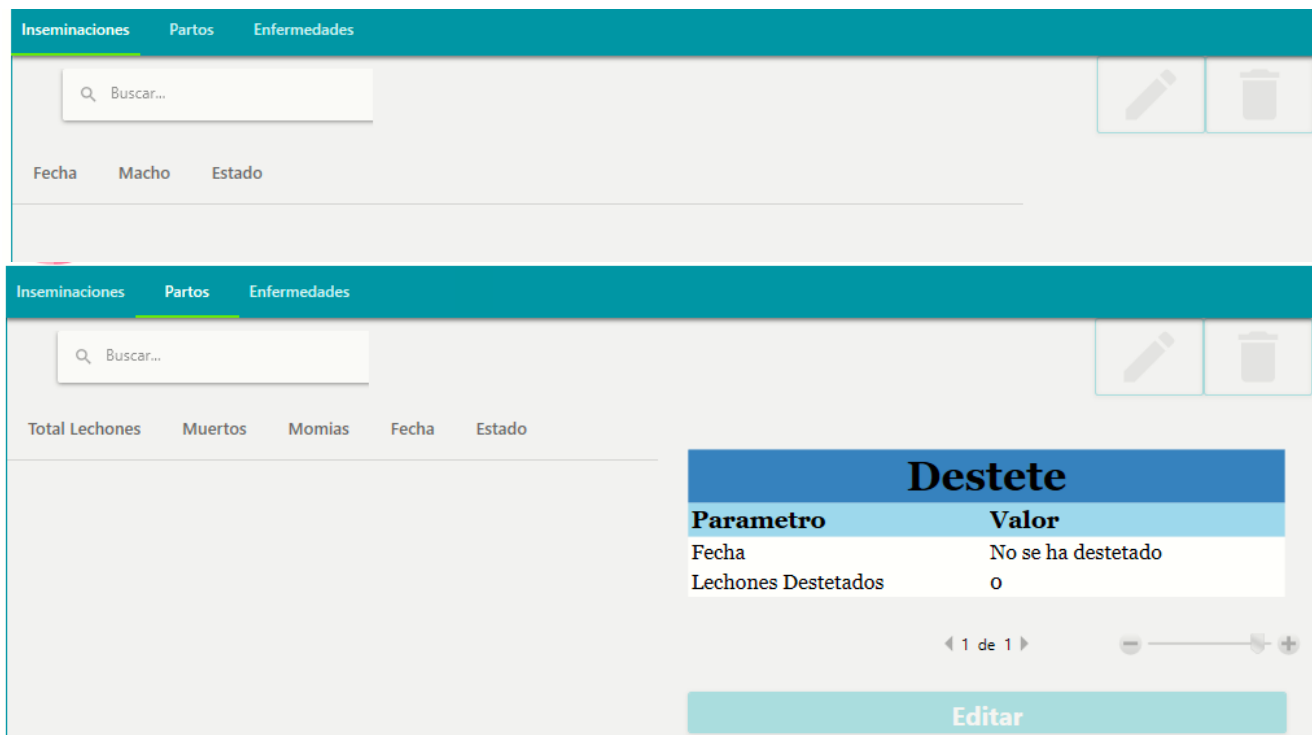 Inseminaciones Partos Enfermedades
Buscar...
Fecha Macho Estado
Inseminaciones Partos Enfermedades
Buscar...
Total Lechones Muertos Momias Fecha Estado
Destete
Parametro Valor
Fecha No se ha destetado
Lechones Destetados 0
1 de 1
Editar